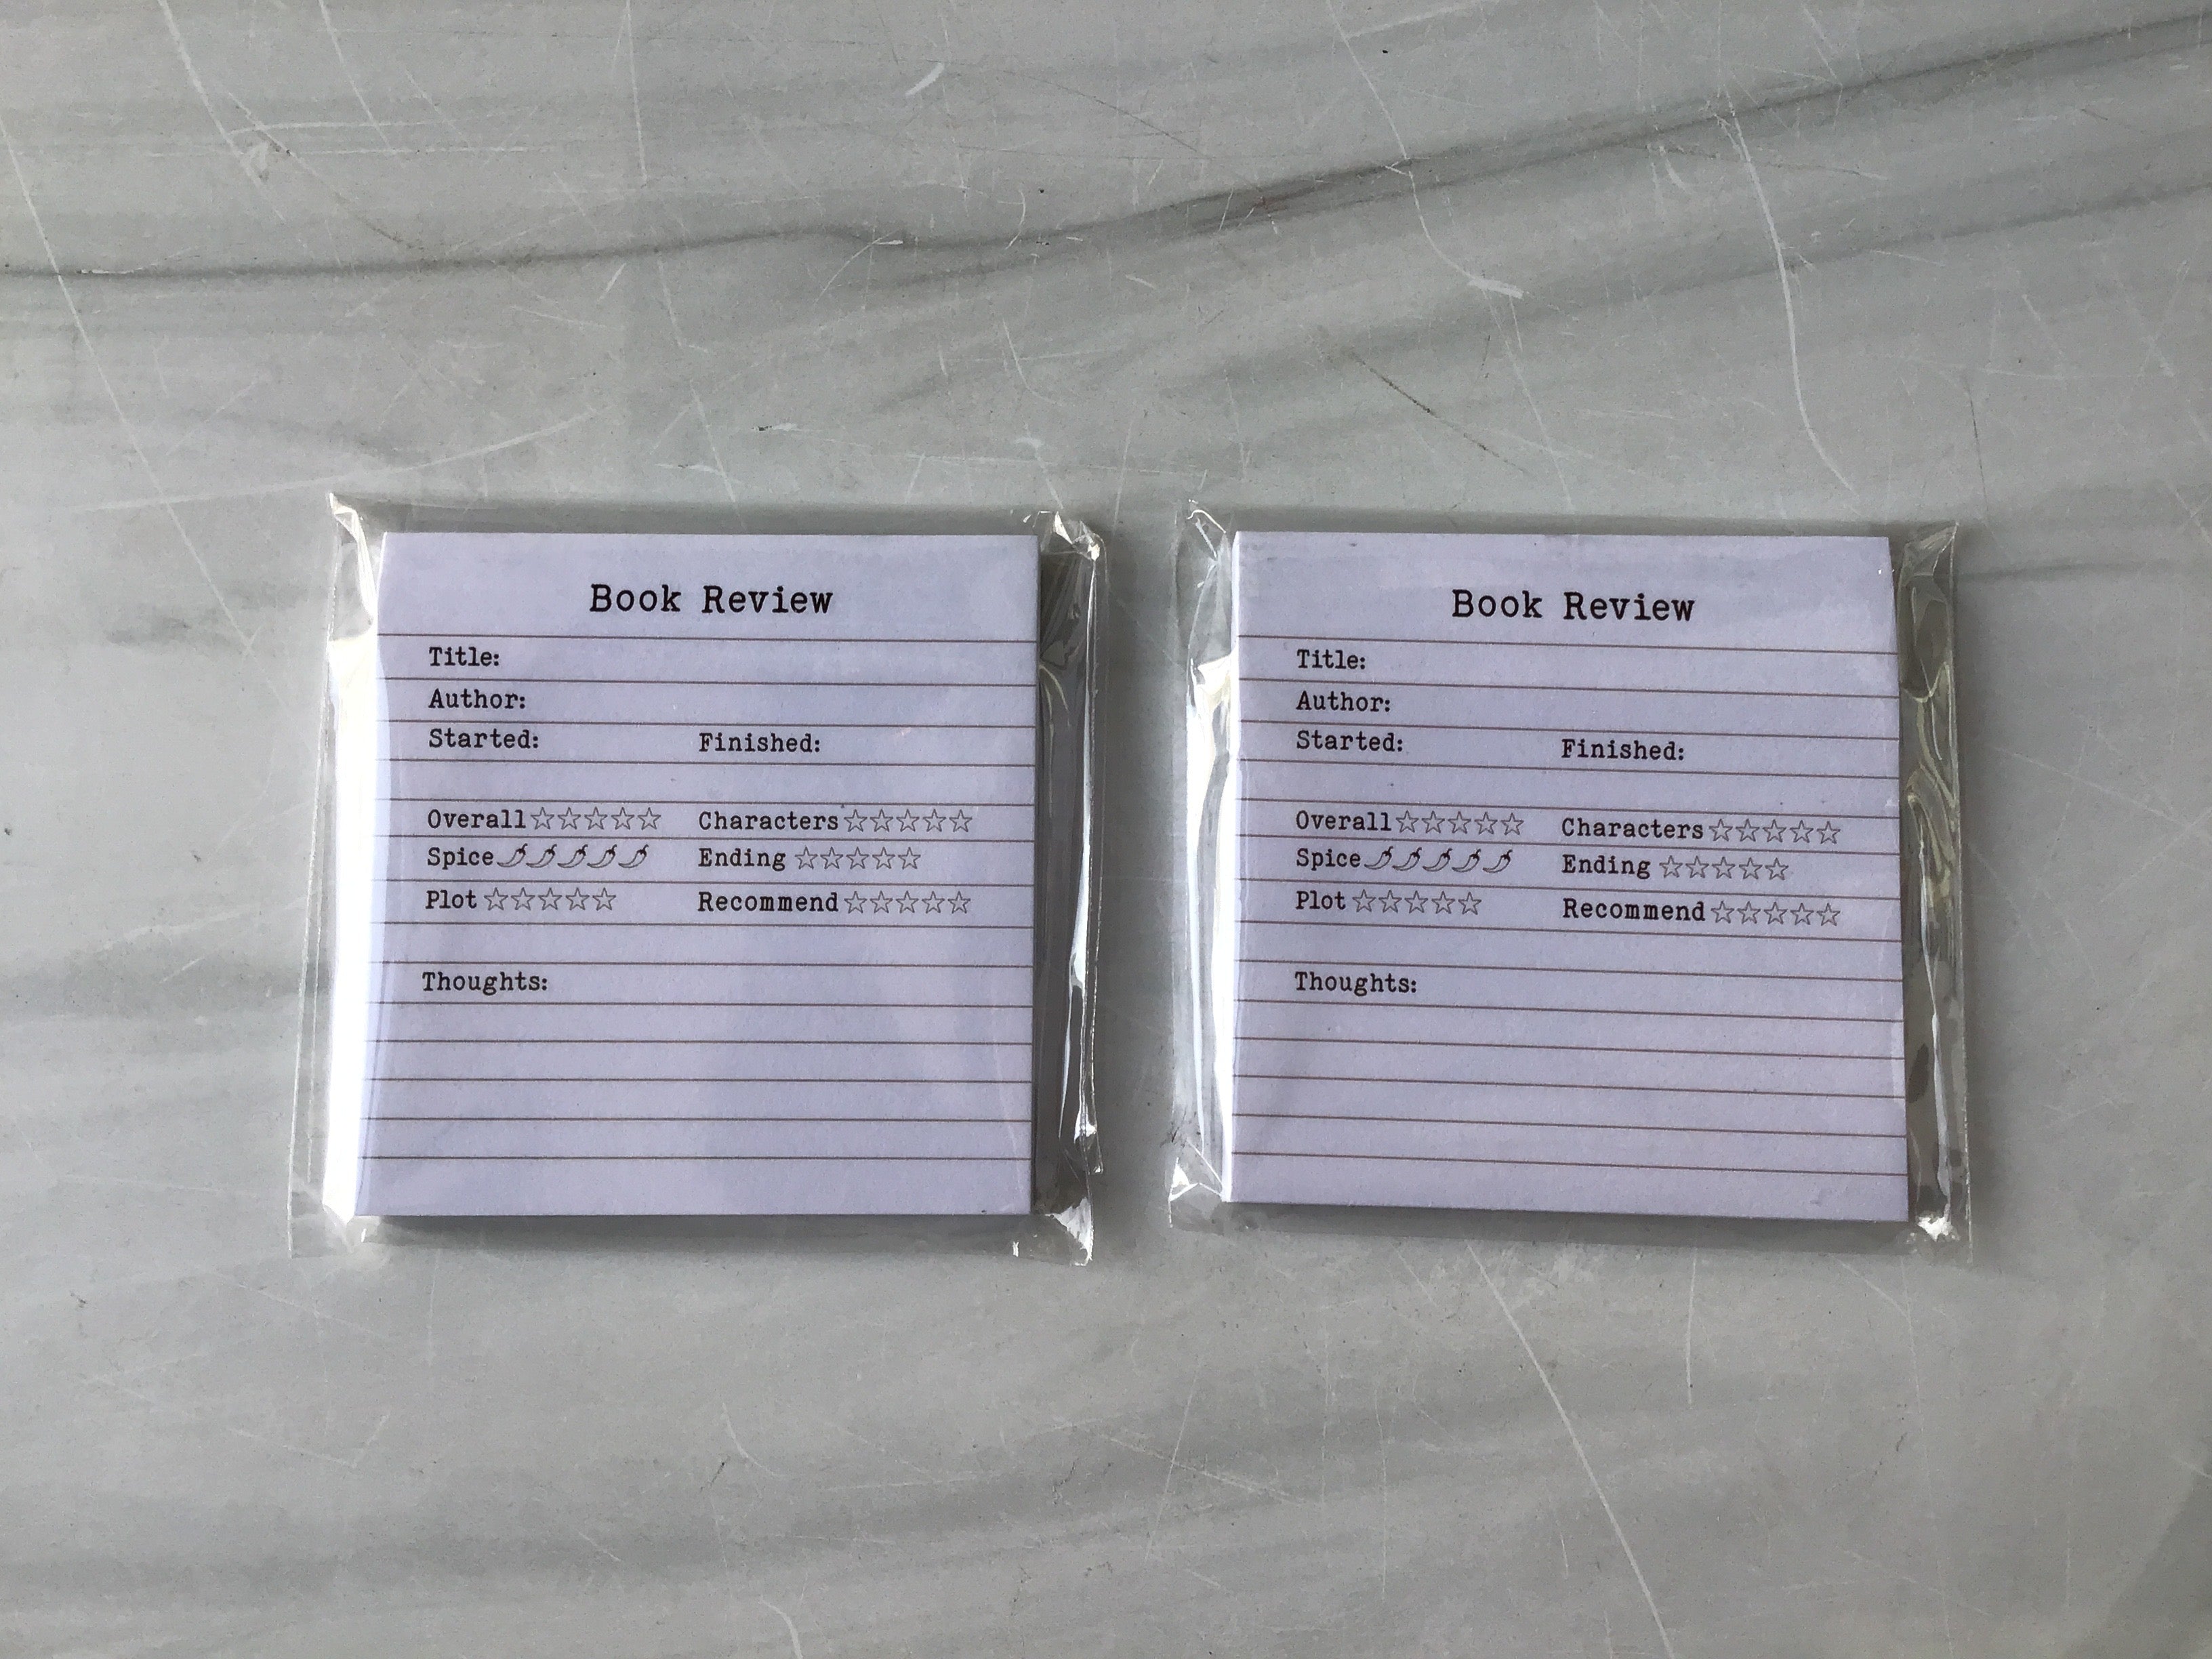 Book Review
Title:
Author:
Started: Finished:
Overall☆☆☆☆☆ Characters☆☆☆☆☆
Spice🌶🌶🌶🌶🌶 Ending ☆☆☆☆☆
Plot ☆☆☆☆☆ Recommend☆☆☆☆☆
Thoughts:
Book Review
Title:
Author:
Started: Finished:
Overall☆☆☆☆☆ Characters☆☆☆☆☆
Spice🌶🌶🌶🌶🌶 Ending ☆☆☆☆☆
Plot☆☆☆☆☆ Recommend☆☆☆☆☆
Thoughts: